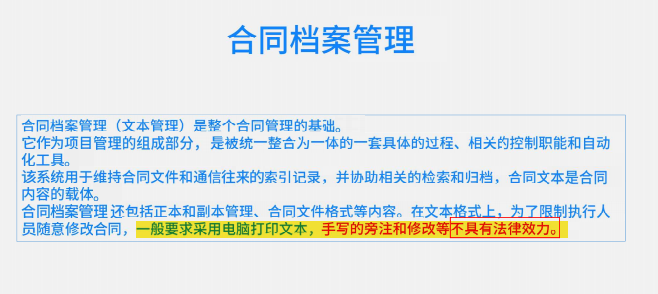 合同档案管理
合同档案管理（文本管理）是整个合同管理的基础。
它作为项目管理的组成部分，是被统一整合为一体的一套具体的过程、相关的控制职能和自动
化工具。
该系统用于维持合同文件和通信往来的索引记录，并协助相关的检索和归档，合同文本是合同
内容的载体。
合同档案管理还包括正本和副本管理、合同文件格式等内容。在文本格式上，为了限制执行人
员随意修改合同，一般要求采用电脑打印文本，手写的旁注和修改等不具有法律效力。